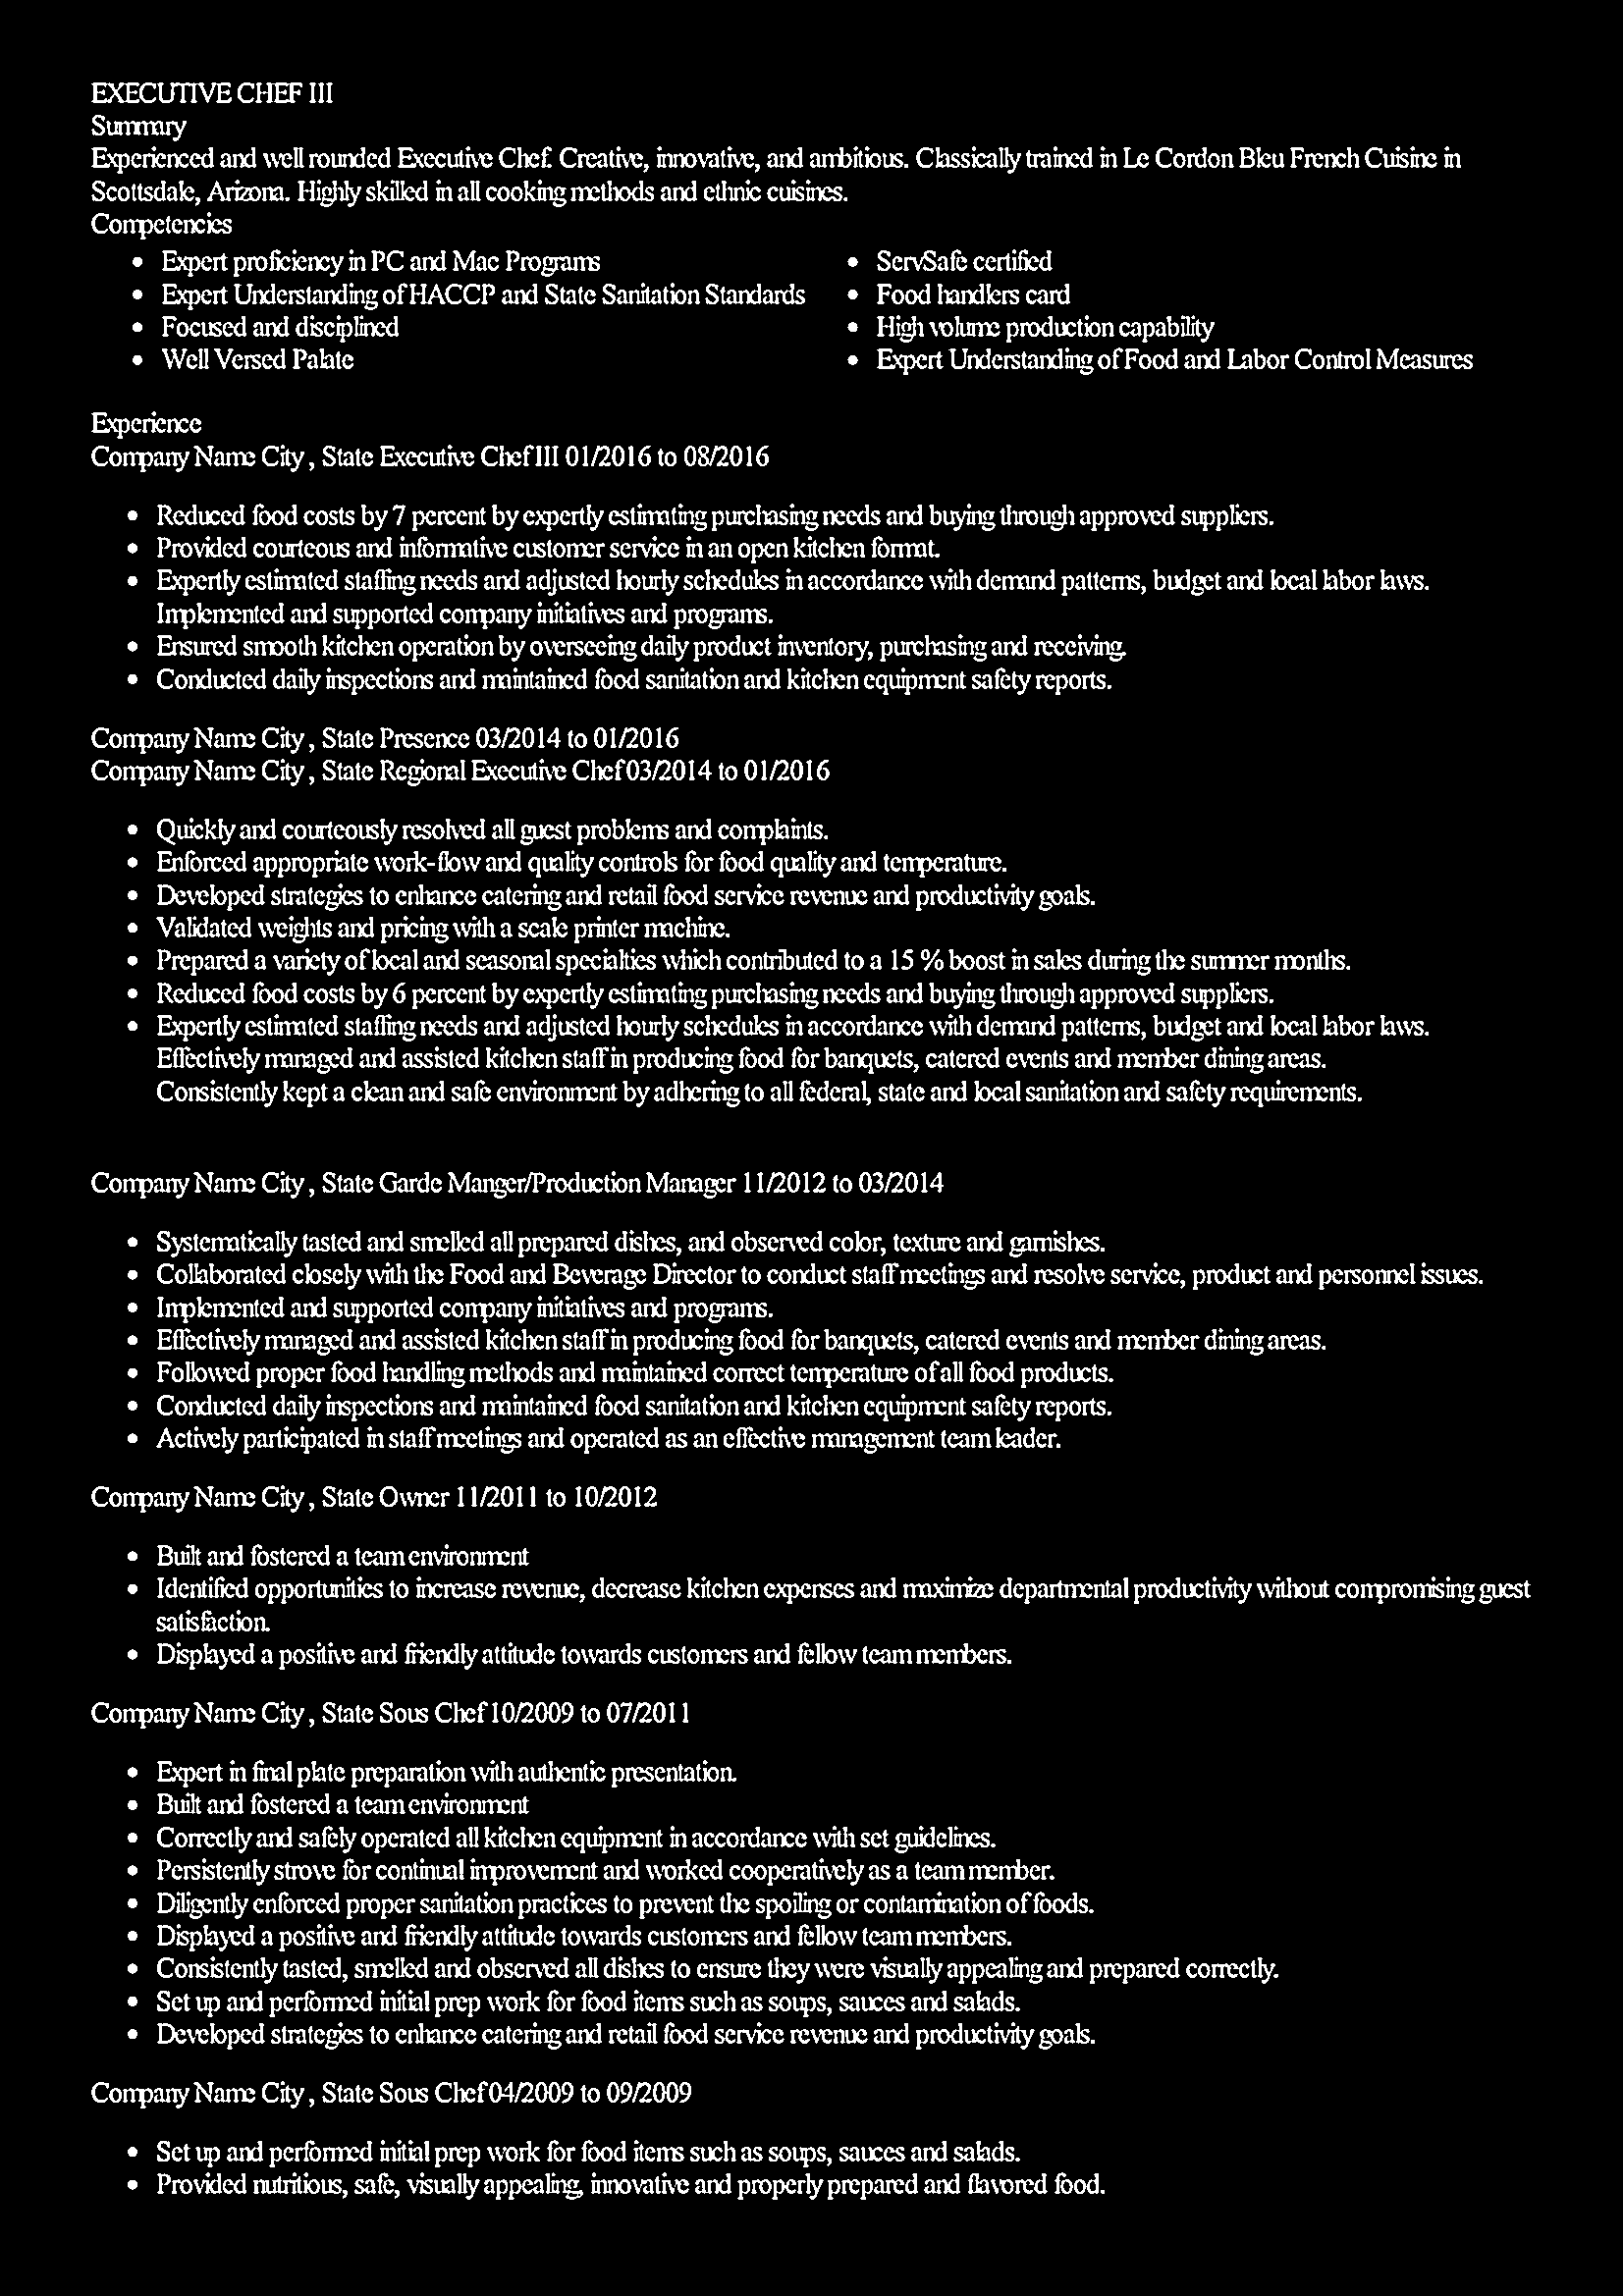 EXECUTIVE CHEF III
Summary
Experienced and well rounded Executive Chef. Creative, innovative, and ambitious. Classically trained in Le Cordon Bleu French Cuisine in
Scottsdale, Arizona. Highly skilled in all cooking methods and ethnic cuisines.
Competencies
• Expert proficiency in PC and Mac Programs
• Expert Understanding of HACCP and State Sanitation Standards
• Focused and disciplined
• Well Versed Palate
• ServSafe certified
• Food handlers card
• High volume production capability
• Expert Understanding of Food and Labor Control Measures
Experience
Company Name City , State Executive Chef III 01/2016 to 08/2016
• Reduced food costs by 7 percent by expertly estimating purchasing needs and buying through approved suppliers.
• Provided courteous and informative customer service in an open kitchen format.
• Expertly estimated staffing needs and adjusted hourly schedules in accordance with demand patterns, budget and local labor laws.
Implemented and supported company initiatives and programs.
• Ensured smooth kitchen operation by overseeing daily product inventory, purchasing and receiving.
• Conducted daily inspections and maintained food sanitation and kitchen equipment safety reports.
Company Name City , State Presence 03/2014 to 01/2016
Company Name City , State Regional Executive Chef 03/2014 to 01/2016
• Quickly and courteously resolved all guest problems and complaints.
• Enforced appropriate work-flow and quality controls for food quality and temperature.
• Developed strategies to enhance catering and retail food service revenue and productivity goals.
• Validated weights and pricing with a scale printer machine.
• Prepared a variety of local and seasonal specialties which contributed to a 15 % boost in sales during the summer months.
• Reduced food costs by 6 percent by expertly estimating purchasing needs and buying through approved suppliers.
• Expertly estimated staffing needs and adjusted hourly schedules in accordance with demand patterns, budget and local labor laws.
Effectively managed and assisted kitchen staff in producing food for banquets, catered events and member dining areas.
Consistently kept a clean and safe environment by adhering to all federal, state and local sanitation and safety requirements.
Company Name City , State Garde Manger/Production Manager 11/2012 to 03/2014
• Systematically tasted and smelled all prepared dishes, and observed color, texture and garnishes.
• Collaborated closely with the Food and Beverage Director to conduct staff meetings and resolve service, product and personnel issues.
• Implemented and supported company initiatives and programs.
• Effectively managed and assisted kitchen staff in producing food for banquets, catered events and member dining areas.
• Followed proper food handling methods and maintained correct temperature of all food products.
• Conducted daily inspections and maintained food sanitation and kitchen equipment safety reports.
• Actively participated in staff meetings and operated as an effective management team leader.
Company Name City , State Owner 11/2011 to 10/2012
• Built and fostered a team environment
• Identified opportunities to increase revenue, decrease kitchen expenses and maximize departmental productivity without compromising guest
satisfaction.
• Displayed a positive and friendly attitude towards customers and fellow team members.
Company Name City , State Sous Chef 10/2009 to 07/2011
• Expert in final plate preparation with authentic presentation.
• Built and fostered a team environment
• Correctly and safely operated all kitchen equipment in accordance with set guidelines.
• Persistently strove for continual improvement and worked cooperatively as a team member.
• Diligently enforced proper sanitation practices to prevent the spoiling or contamination of foods.
• Displayed a positive and friendly attitude towards customers and fellow team members.
• Consistently tasted, smelled and observed all dishes to ensure they were visually appealing and prepared correctly.
• Set up and performed initial prep work for food items such as soups, sauces and salads.
• Developed strategies to enhance catering and retail food service revenue and productivity goals.
Company Name City , State Sous Chef 04/2009 to 09/2009
• Set up and performed initial prep work for food items such as soups, sauces and salads.
• Provided nutritious, safe, visually appealing, innovative and properly prepared and flavored food.